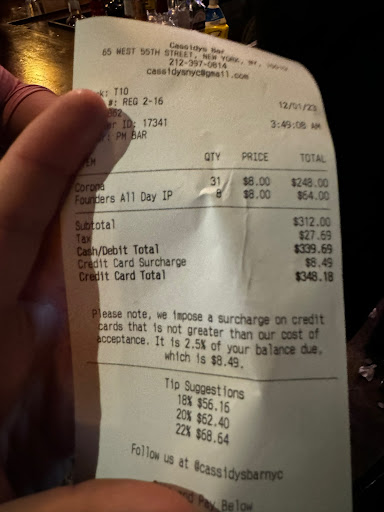 Cassidys Bar
65 WEST 55TH STREET, NEW YORK, NY,
212-397-0814
cassidysnyc@gmail.com
k: T10
#: REG 2-16
12/01/23
ID: 17341
3:49:08 AM
PM BAR
QTY PRICE TOTAL
Corona 31 $8.00 $248.00
Founders All Day IP 8 $8.00 $64.00
Subtotal $312.00
Tax $27.69
Cash/Debit Total $339.69
Credit Card Surcharge $8.49
Credit Card Total $348.18
Please note, we impose a surcharge on credit
cards that is not greater than our cost of
acceptance. It is 2.5% of your balance due,
which is $8.49.
Tip Suggestions
18% $56.16
20% $62.40
22% $68.64
Follow us at @cassidysbarnyc
Pay Below